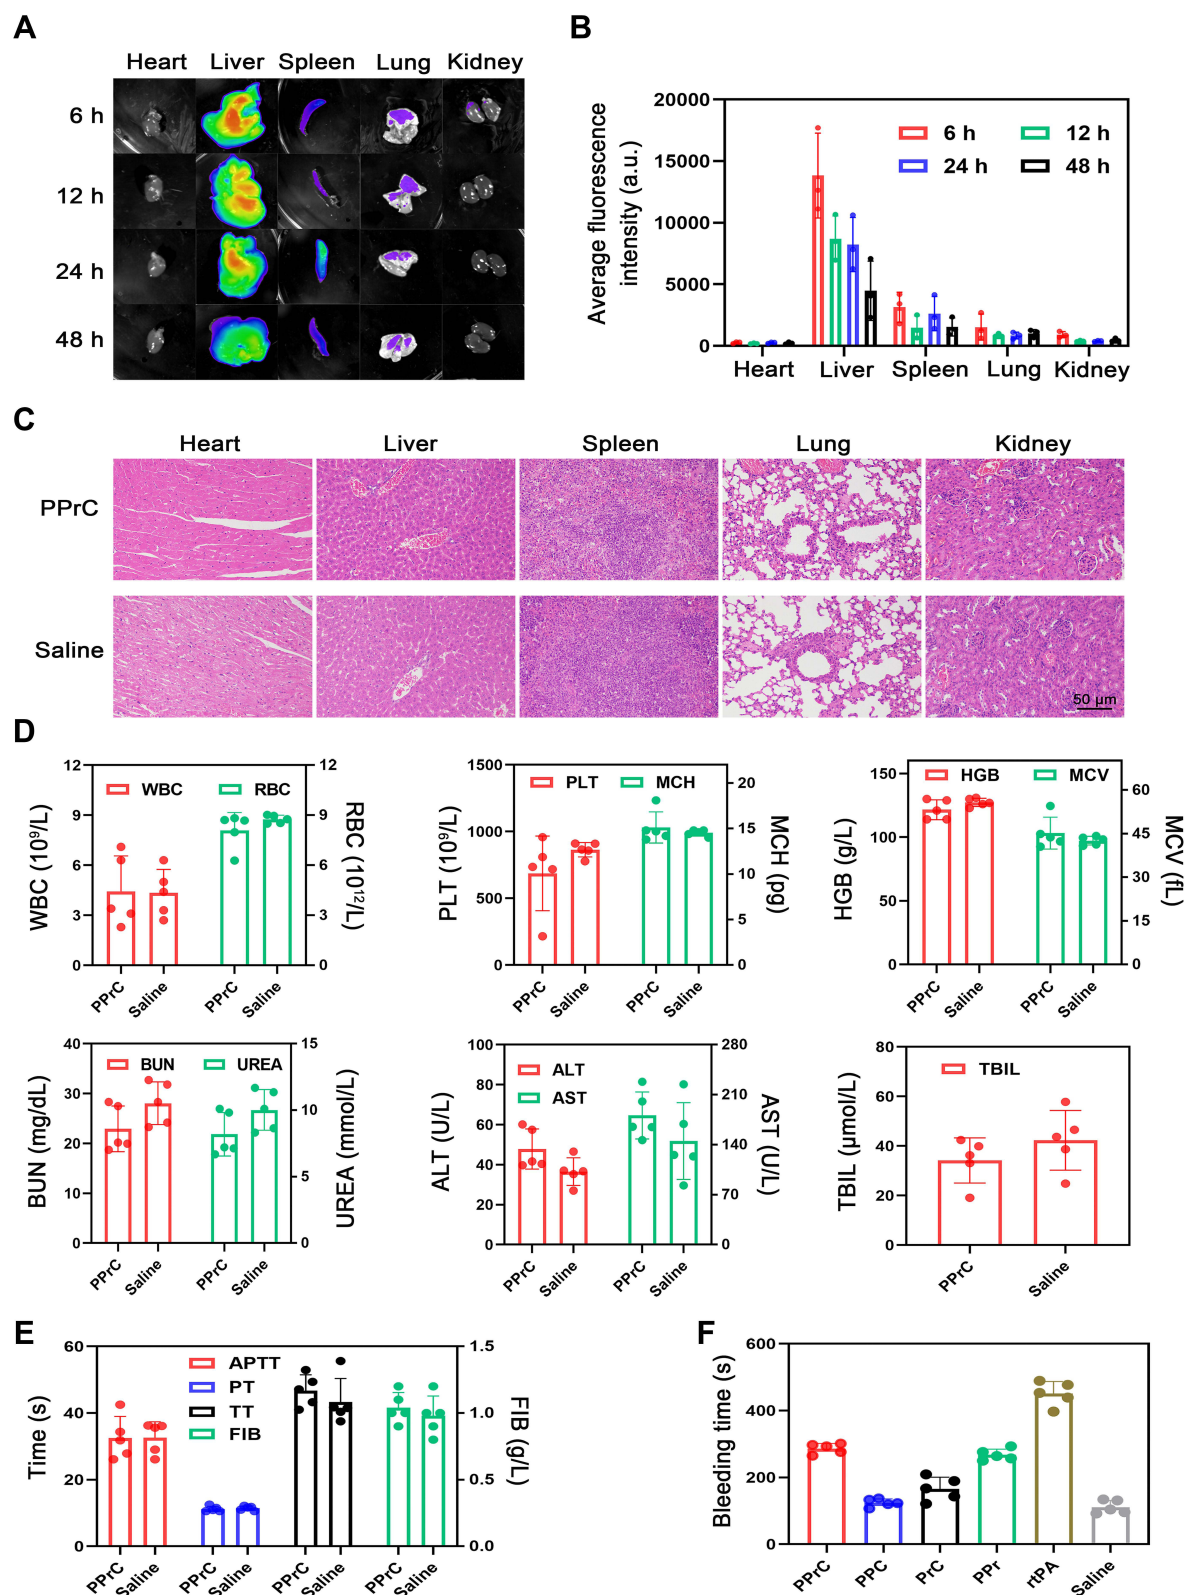 A
Heart Liver Spleen Lung Kidney
6 h
12 h
24 h
48 h
B
Average fluorescence
intensity (a.u.)
20000
15000
10000
5000
0
6 h 12 h
24 h 48 h
Heart Liver Spleen Lung Kidney
C
Heart Liver Spleen Lung Kidney
PPrC
Saline
50 µm
D
WBC (10⁹/L)
12
9
6
3
0
WBC RBC
12
9
6
3
0
RBC (10¹²/L)
PPrC Saline PPrC Saline
PLT (10⁹/L)
1500
1000
500
0
PLT MCH
20
15
10
5
0
MCH (pg)
PPrC Saline PPrC Saline
HGB (g/L)
150
100
50
0
HGB MCV
60
45
30
15
0
MCV (fL)
PPrC Saline PPrC Saline
BUN (mg/dL)
40
30
20
10
0
BUN UREA
15
10
5
0
UREA (mmol/L)
PPrC Saline PPrC Saline
ALT (U/L)
100
80
60
40
20
0
ALT
AST
280
210
140
70
0
AST (U/L)
PPrC Saline PPrC Saline
TBIL (µmol/L)
80
60
40
20
0
TBIL
PPrC Saline
E
Time (s)
60
40
20
0
APTT
PT
TT
FIB
1.5
1.0
0.5
0.0
FIB (g/L)
PPrC Saline PPrC Saline PPrC Saline PPrC Saline
F
Bleeding time (s)
600
400
200
0
PPrC PPC PrC PPr rtPA Saline